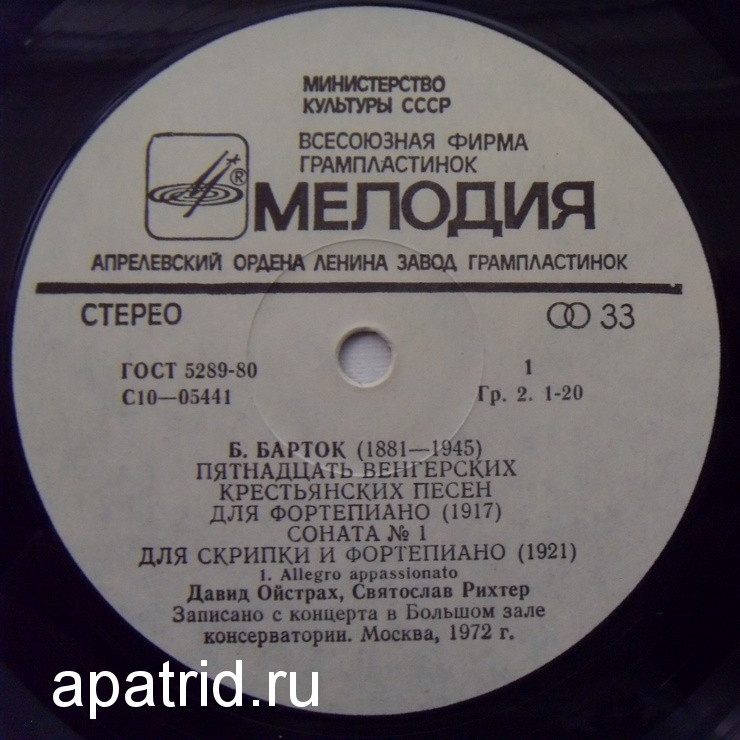 МИНИСТЕРСТВО
КУЛЬТУРЫ СССР
ВСЕСОЮЗНАЯ ФИРМА
ГРАМПЛАСТИНОК
®
МЕЛОДИЯ
АПРЕЛЕВСКИЙ ОРДЕНА ЛЕНИНА ЗАВОД ГРАМПЛАСТИНОК
СТЕРЕО 33
ГОСТ 5289-80 1
С10—05441 Гр. 2. 1-20
Б. БАРТОК (1881—1945)
ПЯТНАДЦАТЬ ВЕНГЕРСКИХ
КРЕСТЬЯНСКИХ ПЕСЕН
ДЛЯ ФОРТЕПИАНО (1917)
СОНАТА № 1
ДЛЯ СКРИПКИ И ФОРТЕПИАНО (1921)
1. Allegro appassionato
Давид Ойстрах, Святослав Рихтер
Записано с концерта в Большом зале
консерватории. Москва, 1972 г.
apatrid.ru